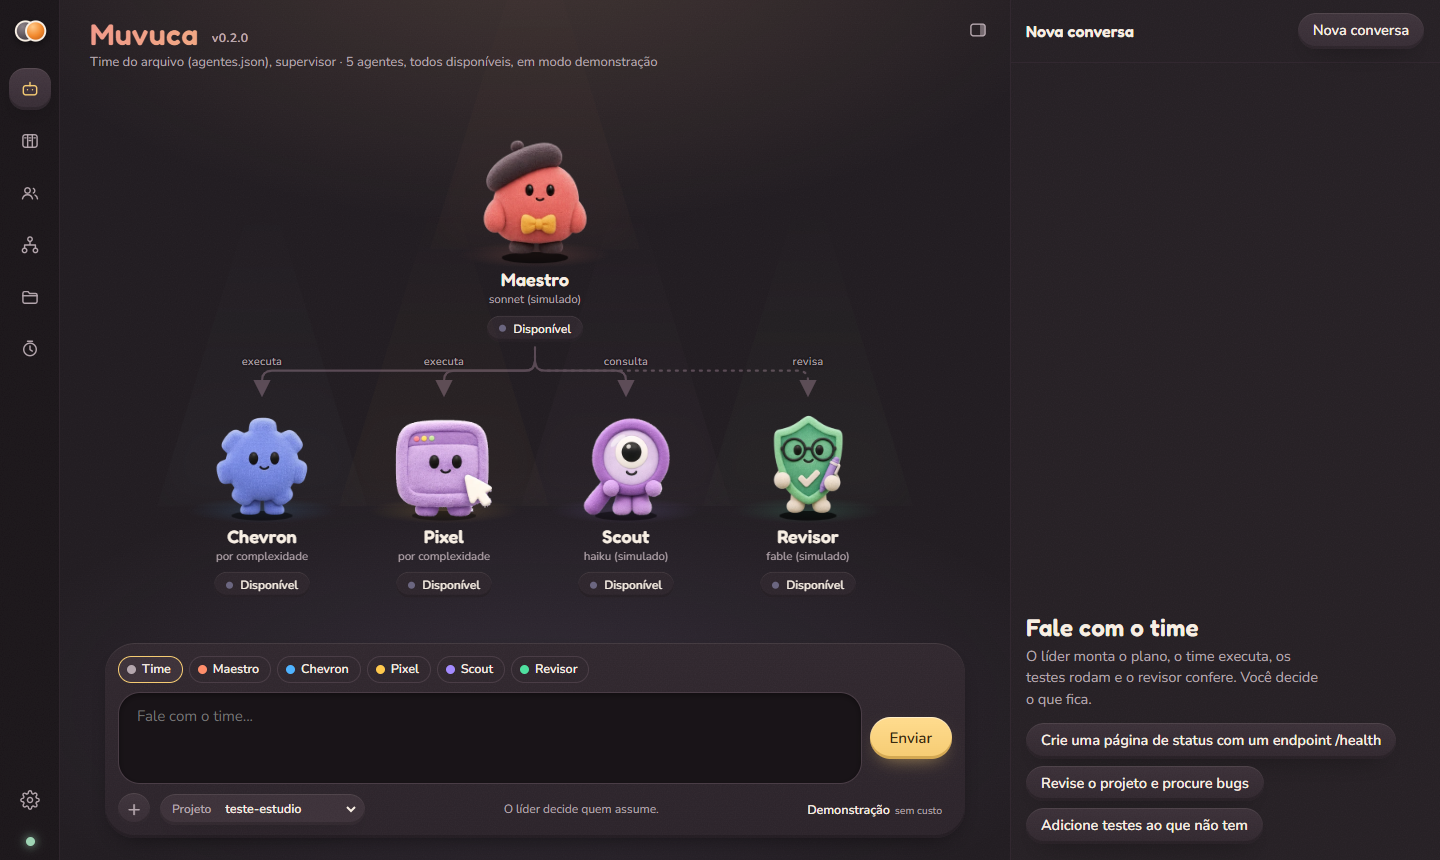 Muvuca v0.2.0
Time do arquivo (agentes.json), supervisor · 5 agentes, todos disponíveis, em modo demonstração
Maestro
sonnet (simulado)
Disponível
executa
executa
consulta
revisa
Chevron
por complexidade
Disponível
Pixel
por complexidade
Disponível
Scout
haiku (simulado)
Disponível
Revisor
fable (simulado)
Disponível
Time
Maestro
Chevron
Pixel
Scout
Revisor
Fale com o time...
Enviar
Projeto teste-estudio
O líder decide quem assume.
Demonstração sem custo
Nova conversa
Nova conversa
Fale com o time
O líder monta o plano, o time executa, os
testes rodam e o revisor confere. Você decide
o que fica.
Crie uma página de status com um endpoint /health
Revise o projeto e procure bugs
Adicione testes ao que não tem